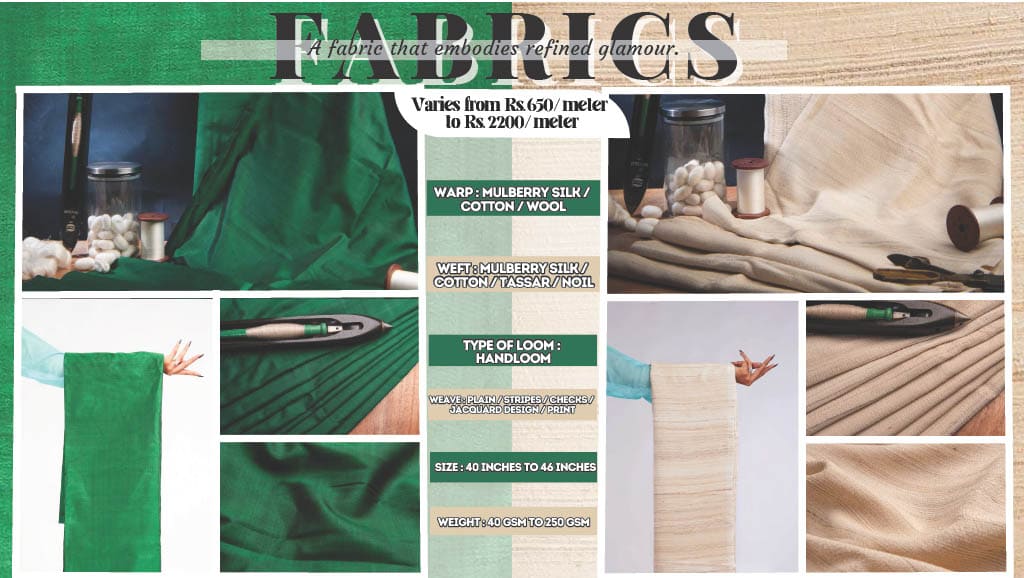 FABRICS
A fabric that embodies refined glamour.
Varies from Rs.650/meter
to Rs.2200/meter
WARP : MULBERRY SILK /
COTTON / WOOL
WEFT : MULBERRY SILK /
COTTON / TASSAR / NOIL
TYPE OF LOOM :
HANDLOOM
WEAVE : PLAIN / STRIPES / CHECKS /
JACQUARD DESIGN / PRINT
SIZE : 40 INCHES TO 46 INCHES
WEIGHT : 40 GSM TO 250 GSM